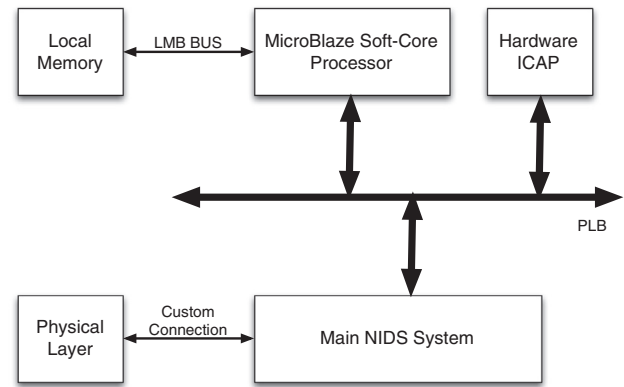 Local
Memory
LMB BUS
MicroBlaze Soft-Core
Processor
Hardware
ICAP
PLB
Physical
Layer
Custom
Connection
Main NIDS System